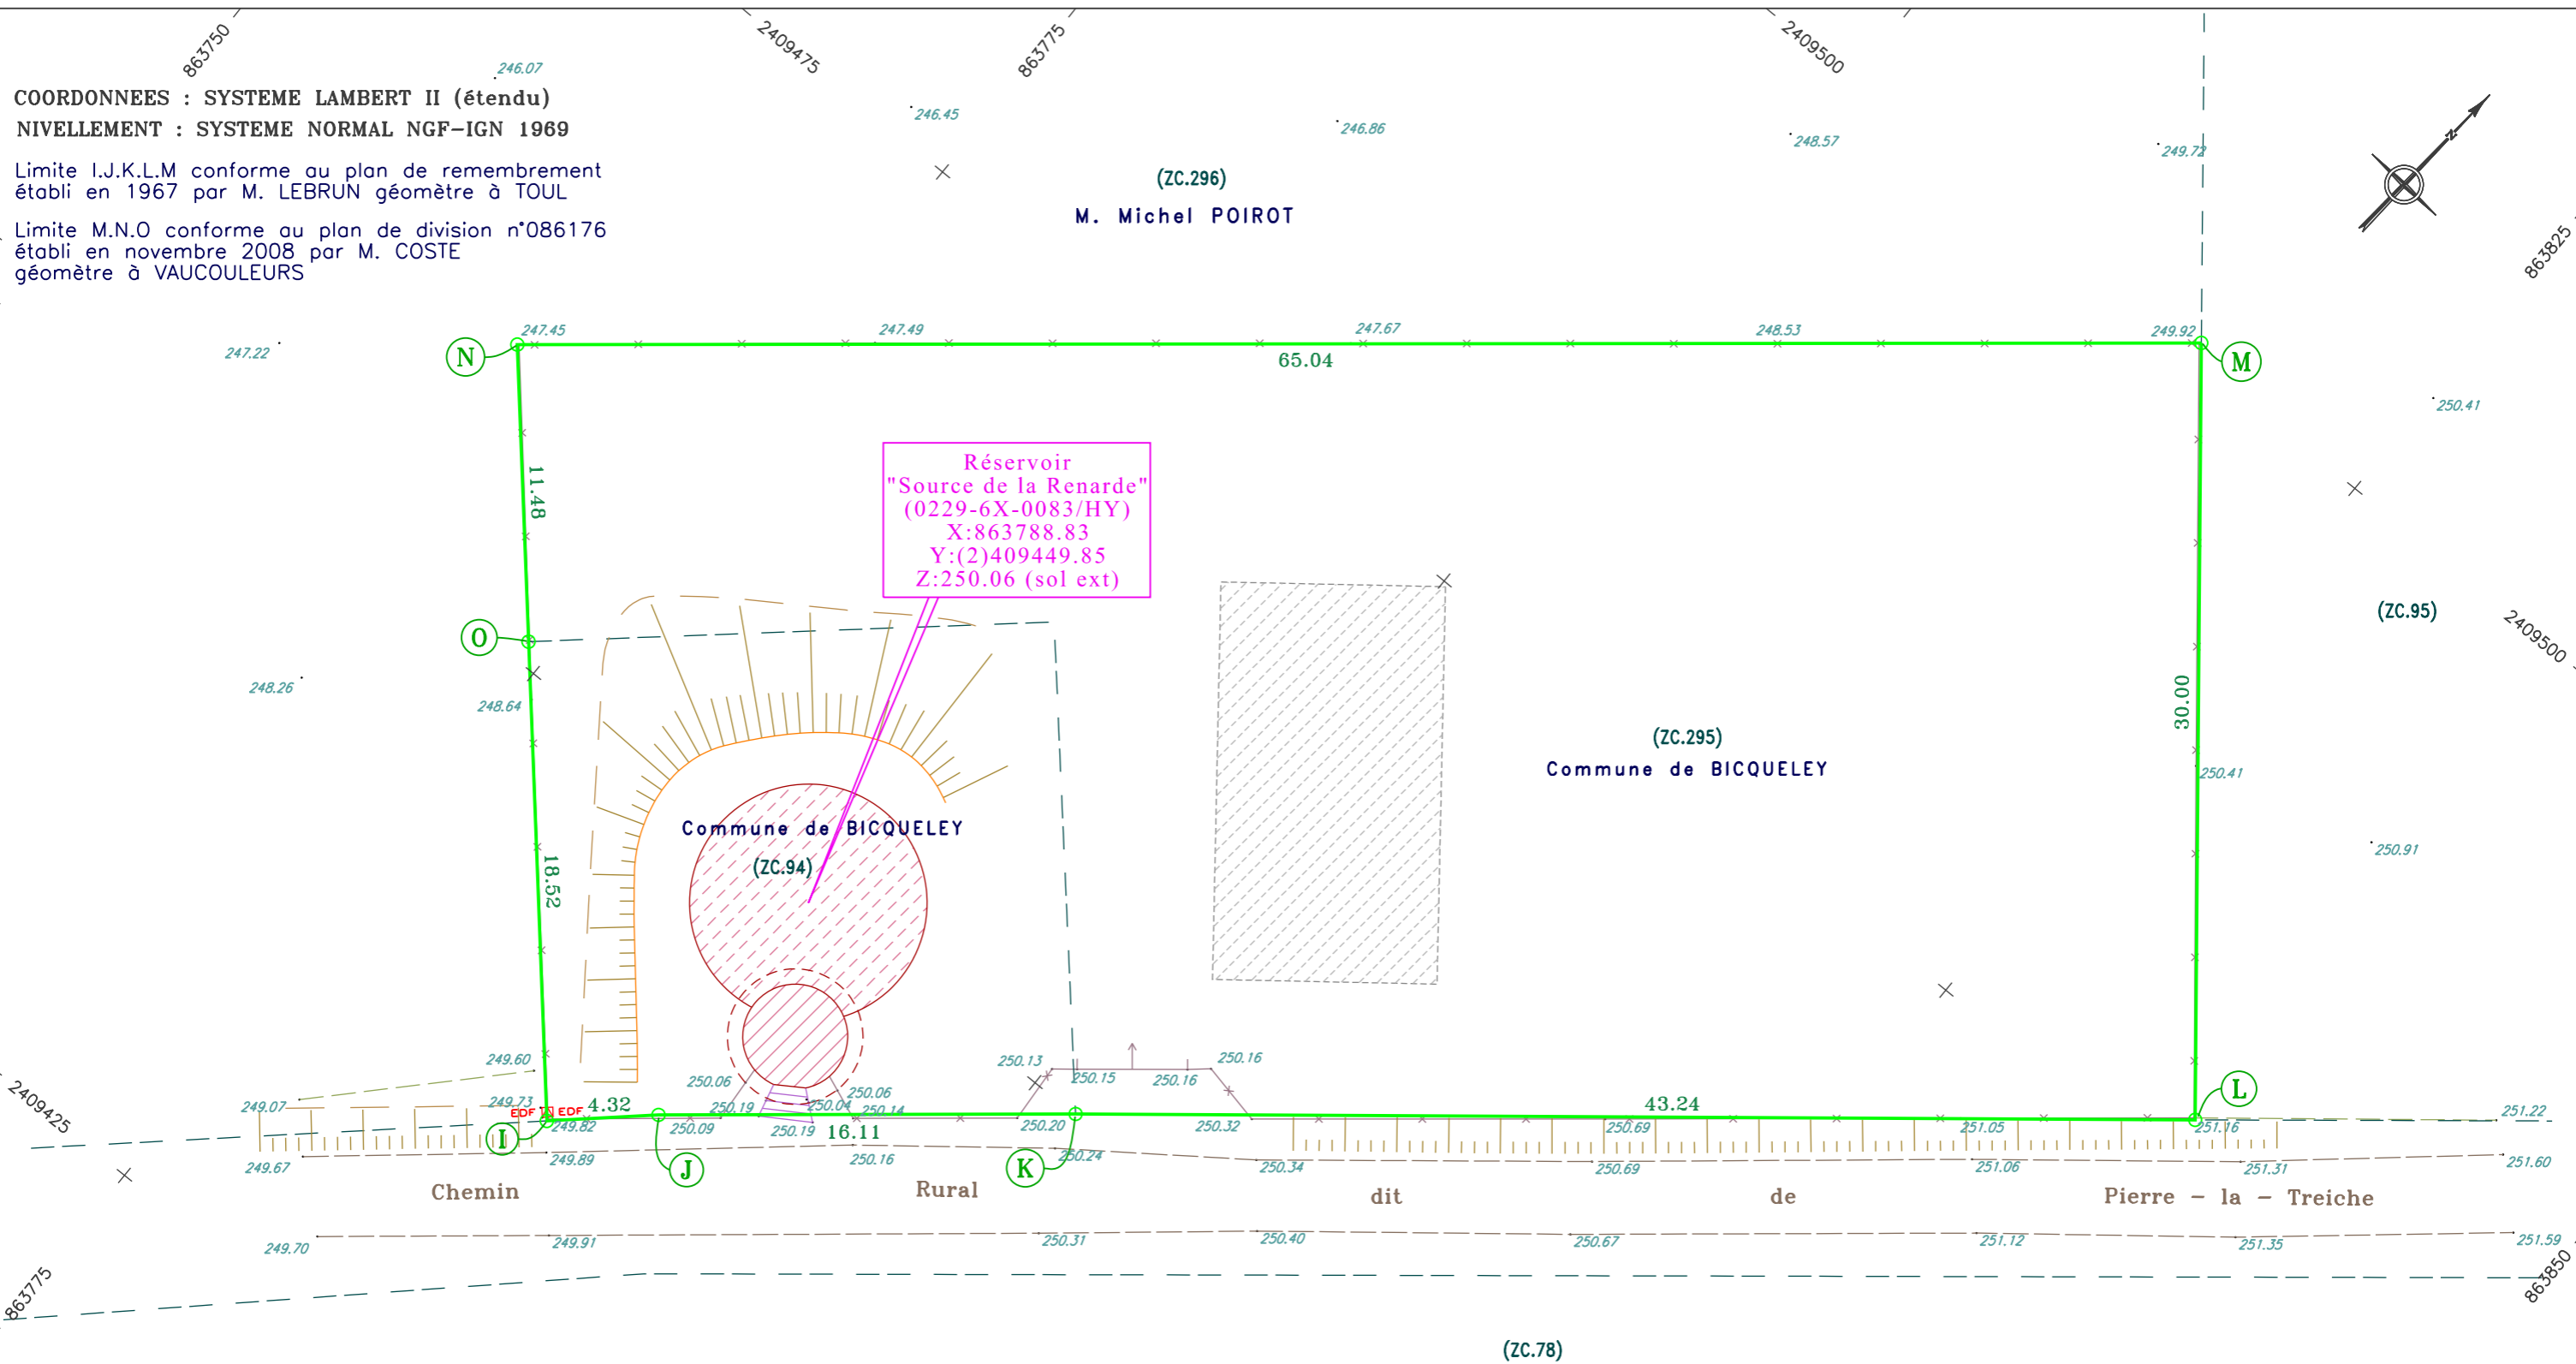 863750
2409475
863775
2409500
246.07
COORDONNEES : SYSTEME LAMBERT II (étendu)
NIVELLEMENT : SYSTEME NORMAL NGF-IGN 1969
246.45
246.86
248.57
249.72
N
Limite I.J.K.L.M conforme au plan de remembrement
établi en 1967 par M. LEBRUN géomètre à TOUL
(ZC.296)
M. Michel POIROT
Limite M.N.O conforme au plan de division n°086176
établi en novembre 2008 par M. COSTE
géomètre à VAUCOULEURS
863825
247.45
247.49
247.67
248.53
249.92
247.22
N
65.04
M
250.41
11.48
Réservoir
"Source de la Renarde"
(0229-6X-0083/HY)
X:863788.83
Y:(2)409449.85
Z:250.06 (sol ext)
(ZC.95)
2409500
O
248.26
248.64
30.00
(ZC.295)
Commune de BICQUELEY
250.41
Commune de BICQUELEY
(ZC.94)
250.91
18.52
249.60
250.13
250.16
250.06
250.15
250.16
250.06
2409425
249.07
249.73
EDF
EDF
4.32
250.19
250.04
250.14
43.24
L
251.22
I
249.82
250.09
250.19
16.11
250.20
250.32
250.69
251.05
251.16
249.67
249.89
J
250.16
K
250.24
250.34
250.69
251.06
251.31
251.60
Chemin Rural dit de Pierre - la - Treiche
249.70
249.91
250.31
250.40
250.67
251.12
251.35
251.59
863775
863850
(ZC.78)